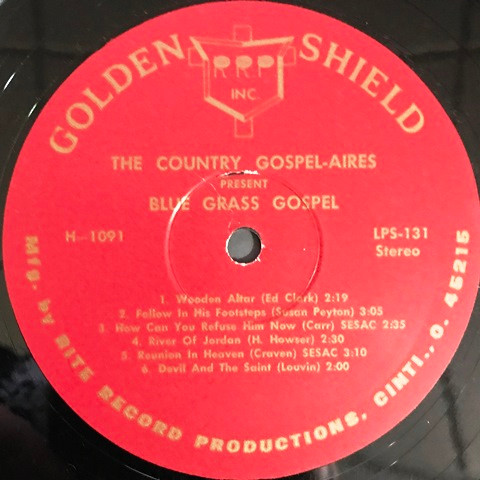 GOLDEN SHIELD
R.R.P.
INC.
THE COUNTRY GOSPEL-AIRES
PRESENT
BLUE GRASS GOSPEL
H-1091
LPS-131
Stereo
1. Wooden Altar (Ed Clark) 2:19
2. Follow In His Footsteps (Susan Peyton) 3:05
3. How Can You Refuse Him Now (Carr) SESAC 2:35
4. River Of Jordan (H. Howser) 2:30
5. Reunion In Heaven (Craven) SESAC 3:10
6. Devil And The Saint (Louvin) 2:00
Mfg. by RITE RECORD PRODUCTIONS, CINTI., O. 45215